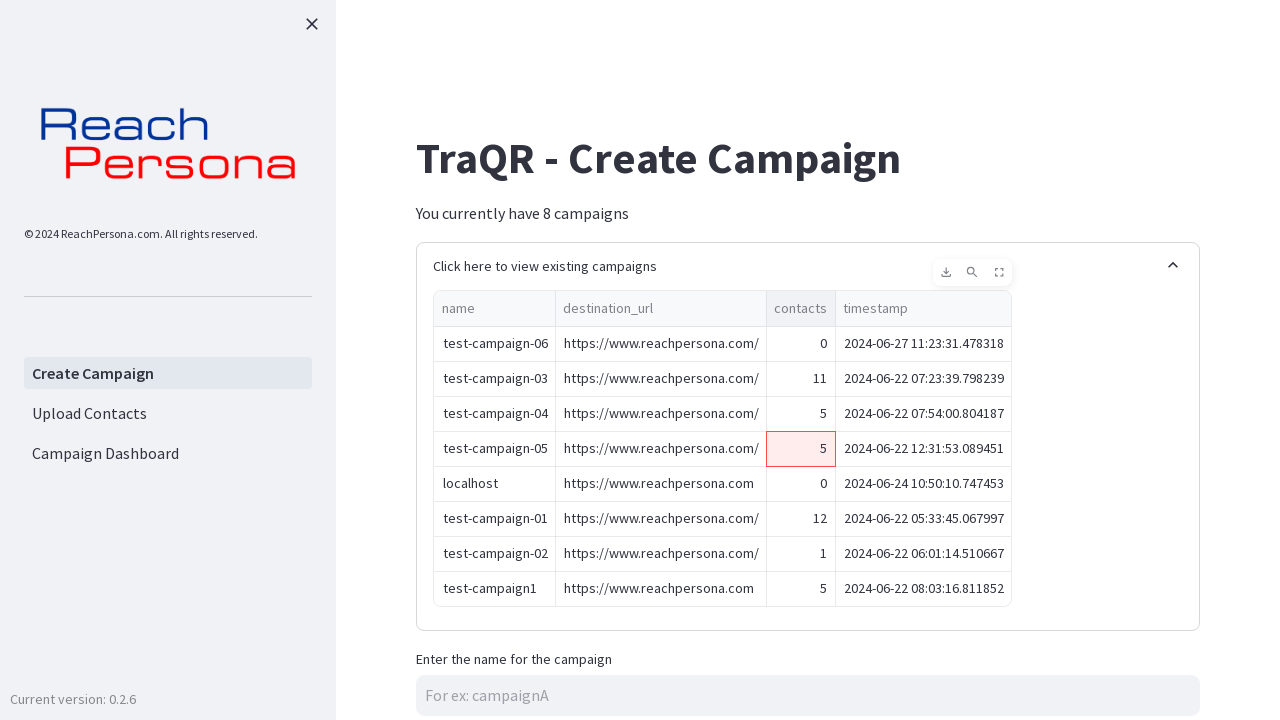 Reach
Persona
© 2024 ReachPersona.com. All rights reserved.
Create Campaign
Upload Contacts
Campaign Dashboard
Current version: 0.2.6
TraQR - Create Campaign
You currently have 8 campaigns
Click here to view existing campaigns
name destination_url contacts timestamp
test-campaign-06 https://www.reachpersona.com/ 0 2024-06-27 11:23:31.478318
test-campaign-03 https://www.reachpersona.com/ 11 2024-06-22 07:23:39.798239
test-campaign-04 https://www.reachpersona.com/ 5 2024-06-22 07:54:00.804187
test-campaign-05 https://www.reachpersona.com/ 5 2024-06-22 12:31:53.089451
localhost https://www.reachpersona.com 0 2024-06-24 10:50:10.747453
test-campaign-01 https://www.reachpersona.com/ 12 2024-06-22 05:33:45.067997
test-campaign-02 https://www.reachpersona.com/ 1 2024-06-22 06:01:14.510667
test-campaign1 https://www.reachpersona.com 5 2024-06-22 08:03:16.811852
Enter the name for the campaign
For ex: campaignA